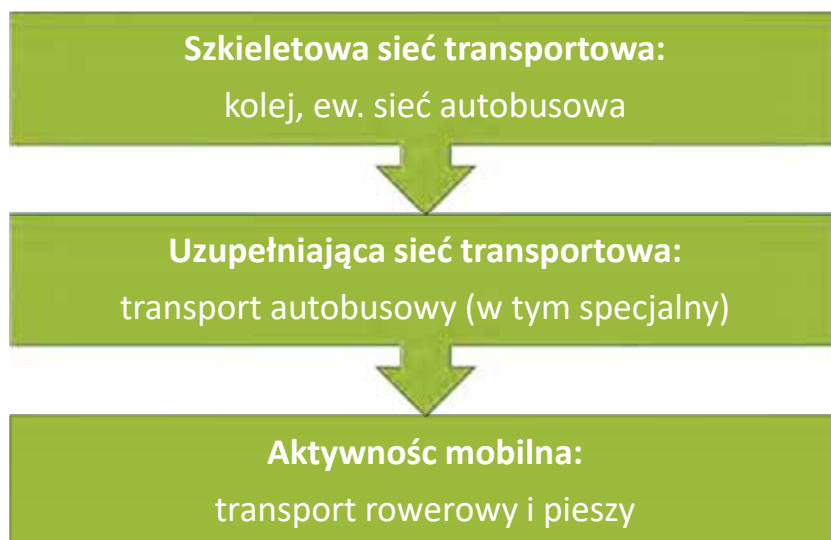 Szkieletowa sieć transportowa:
kolej, ew. sieć autobusowa
Uzupełniająca sieć transportowa:
transport autobusowy (w tym specjalny)
Aktywnośc mobilna:
transport rowerowy i pieszy